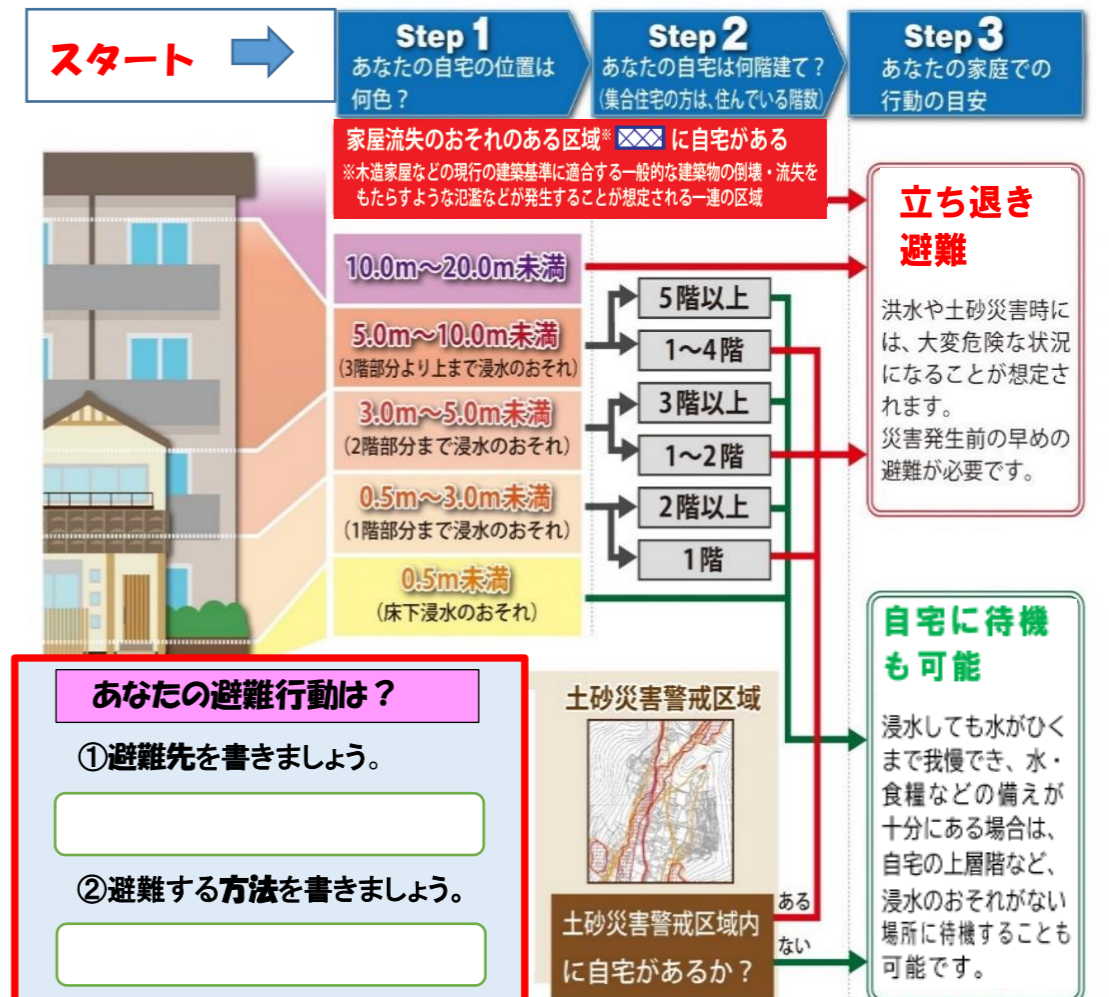 スタート
Step 1
あなたの自宅の位置は
何色？
Step 2
あなたの自宅は何階建て？
(集合住宅の方は、住んでいる階数)
Step 3
あなたの家庭での
行動の目安
家屋流失のおそれのある区域※ に自宅がある
※木造家屋などの現行の建築基準に適合する一般的な建築物の倒壊・流失を
もたらすような氾濫などが発生することが想定される一連の区域
10.0m～20.0m未満
5.0m～10.0m未満
(3階部分より上まで浸水のおそれ)
3.0m～5.0m未満
(2階部分まで浸水のおそれ)
0.5m～3.0m未満
(1階部分まで浸水のおそれ)
0.5m未満
(床下浸水のおそれ)
5階以上
1～4階
3階以上
1～2階
2階以上
1階
立ち退き
避難
洪水や土砂災害時に
は、大変危険な状況
になることが想定さ
れます。
災害発生前の早めの
避難が必要です。
自宅に待機
も可能
浸水しても水がひく
まで我慢でき、水・
食糧などの備えが
十分にある場合は、
自宅の上層階など、
浸水のおそれがない
場所に待機することも
可能です。
あなたの避難行動は？
①避難先を書きましょう。
②避難する方法を書きましょう。
土砂災害警戒区域
土砂災害警戒区域内
に自宅があるか？
ある
ない